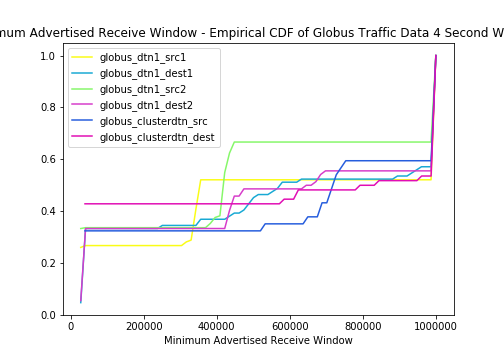 mum Advertised Receive Window - Empirical CDF of Globus Traffic Data 4 Second W
globus_dtn1_src1
globus_dtn1_dest1
globus_dtn1_src2
globus_dtn1_dest2
globus_clusterdtn_src
globus_clusterdtn_dest
1.0
0.8
0.6
0.4
0.2
0.0
0 200000 400000 600000 800000 1000000
Minimum Advertised Receive Window